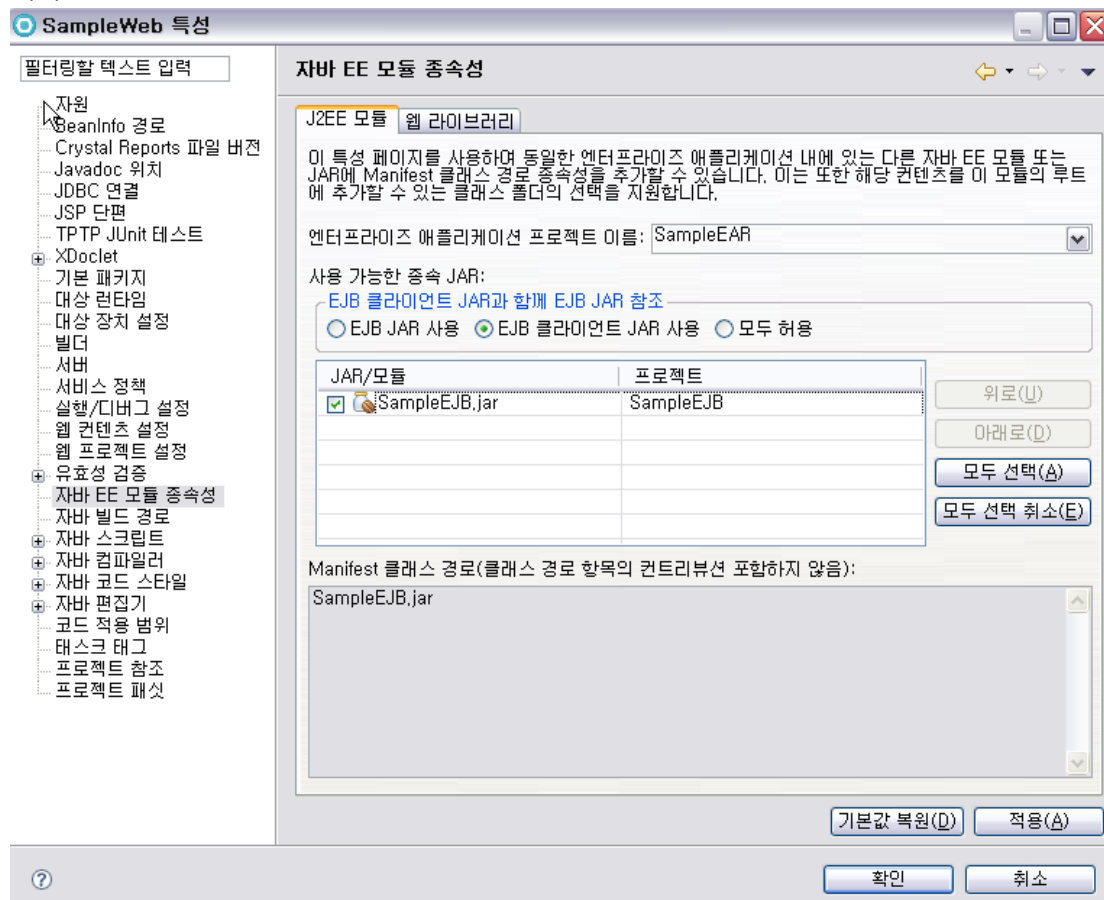 SampleWeb 특성
필터링할 텍스트 입력
자원
BeanInfo 경로
Crystal Reports 파일 버전
Javadoc 위치
JDBC 연결
JSP 단편
TPTP JUnit 테스트
XDoclet
기본 패키지
대상 런타임
대상 장치 설정
빌더
서버
서비스 정책
실행/디버그 설정
웹 컨텐츠 설정
웹 프로젝트 설정
유효성 검증
자바 EE 모듈 종속성
자바 빌드 경로
자바 스크립트
자바 컴파일러
자바 코드 스타일
자바 편집기
코드 적용 범위
태스크 태그
프로젝트 참조
프로젝트 패싯
자바 EE 모듈 종속성
J2EE 모듈 웹 라이브러리
이 특성 페이지를 사용하여 동일한 엔터프라이즈 애플리케이션 내에 있는 다른 자바 EE 모듈 또는
JAR에 Manifest 클래스 경로 종속성을 추가할 수 있습니다. 이는 또한 해당 컨텐츠를 이 모듈의 루트
에 추가할 수 있는 클래스 폴더의 선택을 지원합니다.
엔터프라이즈 애플리케이션 프로젝트 이름: SampleEAR
사용 가능한 종속 JAR:
EJB 클라이언트 JAR과 함께 EJB JAR 참조
EJB JAR 사용 EJB 클라이언트 JAR 사용 모두 허용
JAR/모듈 프로젝트
SampleEJB.jar SampleEJB
위로(U)
아래로(D)
모두 선택(A)
모두 선택 취소(E)
Manifest 클래스 경로(클래스 경로 항목의 컨트리뷰션 포함하지 않음):
SampleEJB.jar
기본값 복원(D) 적용(A)
확인 취소